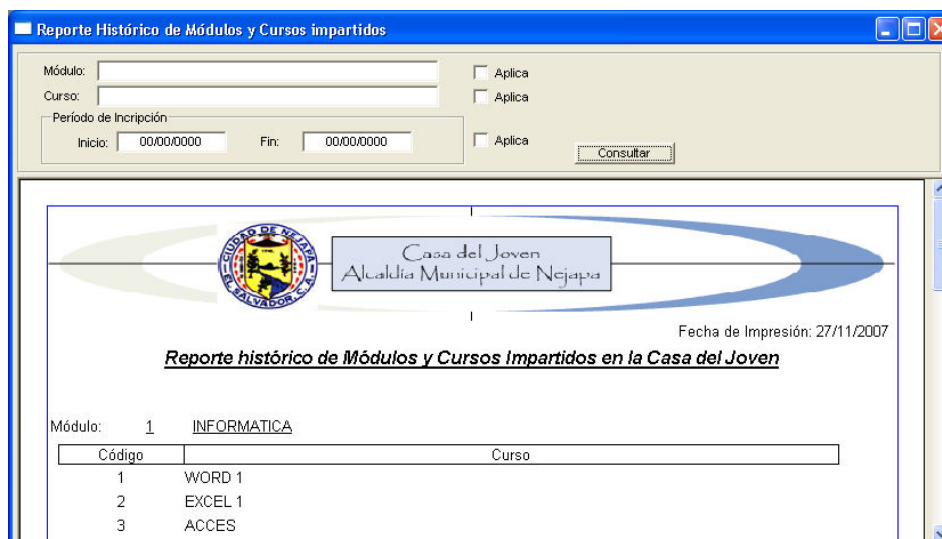 Reporte Histórico de Módulos y Cursos impartidos
Módulo: Aplica
Curso: Aplica
Período de Incripción
Inicio: 00/00/0000 Fin: 00/00/0000 Aplica Consultar
CIUDAD DE NEJAPA
EL SALVADOR, C. A.
Casa del Joven
Alcaldía Municipal de Nejapa
Fecha de Impresión: 27/11/2007
Reporte histórico de Módulos y Cursos Impartidos en la Casa del Joven
Módulo: 1 INFORMATICA
Código Curso
1 WORD 1
2 EXCEL 1
3 ACCES